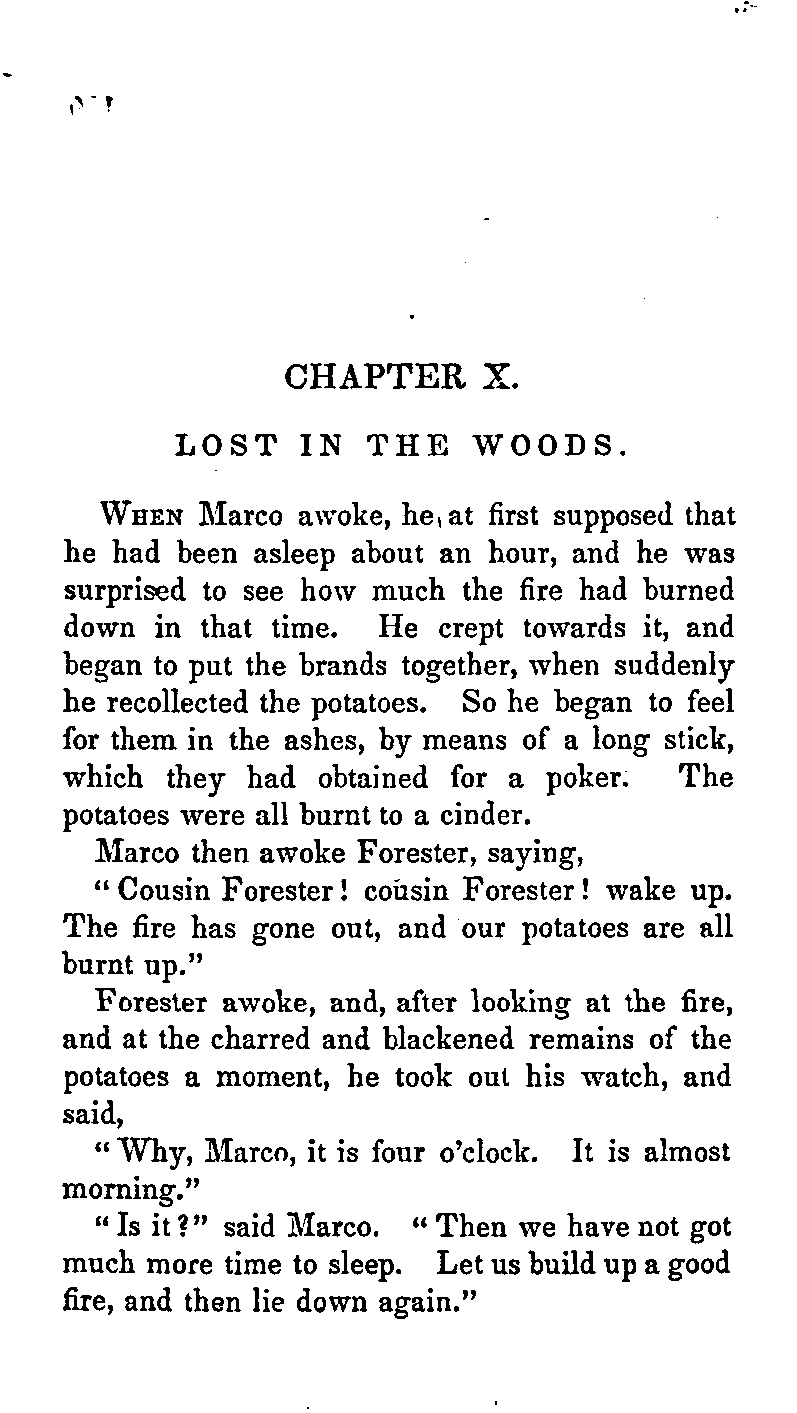 CHAPTER X.
LOST IN THE WOODS.
WHEN Marco awoke, he, at first supposed that
he had been asleep about an hour, and he was
surprised to see how much the fire had burned
down in that time. He crept towards it, and
began to put the brands together, when suddenly
he recollected the potatoes. So he began to feel
for them in the ashes, by means of a long stick,
which they had obtained for a poker. The
potatoes were all burnt to a cinder.
Marco then awoke Forester, saying,
"Cousin Forester! cousin Forester! wake up.
The fire has gone out, and our potatoes are all
burnt up."
Forester awoke, and, after looking at the fire,
and at the charred and blackened remains of the
potatoes a moment, he took out his watch, and
said,
"Why, Marco, it is four o'clock. It is almost
morning."
"Is it?" said Marco. "Then we have not got
much more time to sleep. Let us build up a good
fire, and then lie down again."